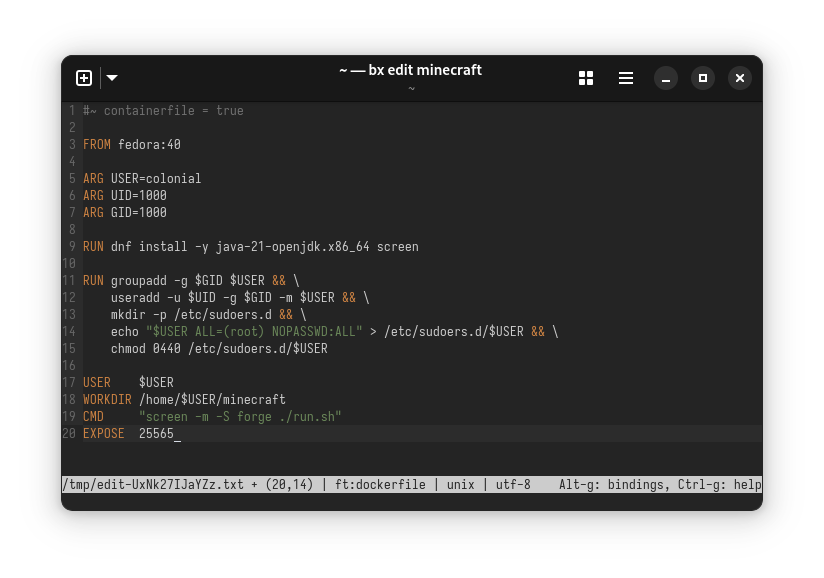 ~ — bx edit minecraft
~
1 #~ containerfile = true
2
3 FROM fedora:40
4
5 ARG USER=colonial
6 ARG UID=1000
7 ARG GID=1000
8
9 RUN dnf install -y java-21-openjdk.x86_64 screen
10
11 RUN groupadd -g $GID $USER && \
12     useradd -u $UID -g $GID -m $USER && \
13     mkdir -p /etc/sudoers.d && \
14     echo "$USER ALL=(root) NOPASSWD:ALL" > /etc/sudoers.d/$USER && \
15     chmod 0440 /etc/sudoers.d/$USER
16
17 USER    $USER
18 WORKDIR /home/$USER/minecraft
19 CMD     "screen -m -S forge ./run.sh"
20 EXPOSE  25565_
/tmp/edit-UxNk27IJaYZz.txt + (20,14) | ft:dockerfile | unix | utf-8    Alt-g: bindings, Ctrl-g: help